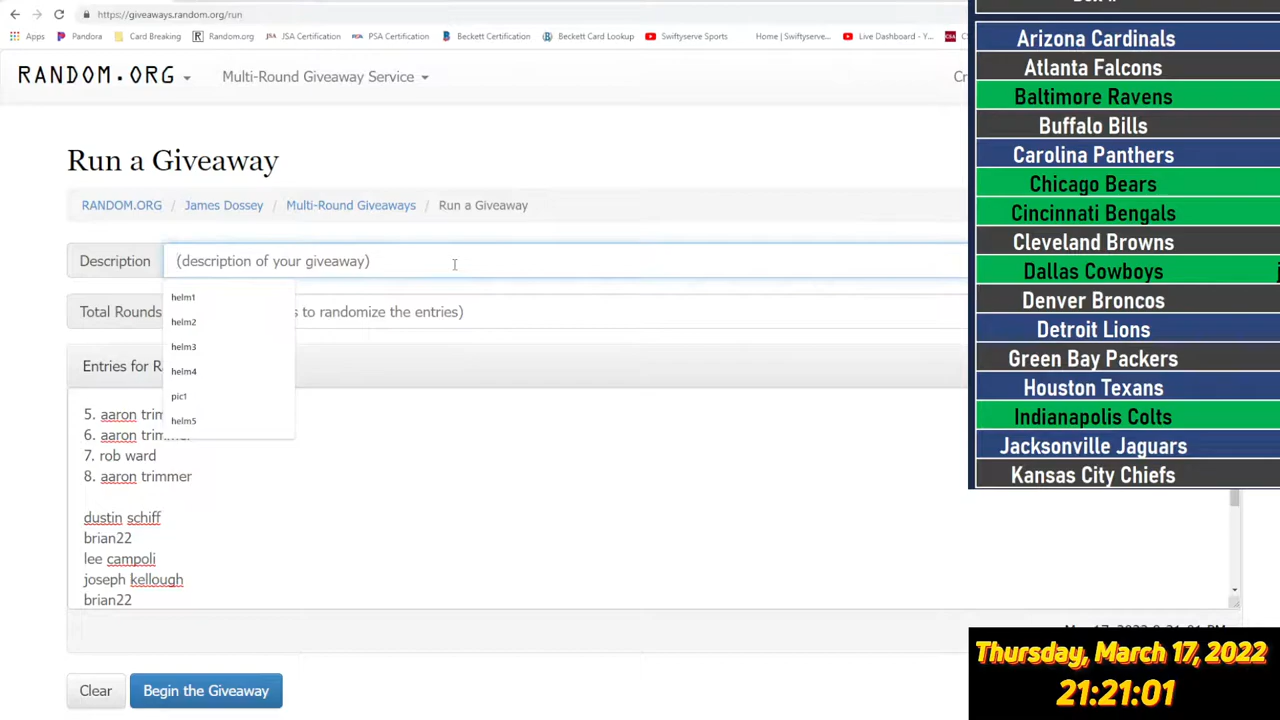 https://giveaways.random.org/run
Apps
Pandora
Card Breaking
Random.org
JSA Certification
PSA Certification
Beckett Certification
Beckett Card Lookup
Swiftyserve Sports
Home | Swiftyserve...
Live Dashboard - Y...
RANDOM.ORG
Multi-Round Giveaway Service
Run a Giveaway
RANDOM.ORG / James Dossey / Multi-Round Giveaways / Run a Giveaway
Description
(description of your giveaway)
helm1
helm2
helm3
helm4
pic1
helm5
Total Rounds
s to randomize the entries)
Entries for R
5. aaron trim
6. aaron trimmer
7. rob ward
8. aaron trimmer
dustin schiff
brian22
lee campoli
joseph kellough
brian22
Clear
Begin the Giveaway
Arizona Cardinals
Atlanta Falcons
Baltimore Ravens
Buffalo Bills
Carolina Panthers
Chicago Bears
Cincinnati Bengals
Cleveland Browns
Dallas Cowboys
Denver Broncos
Detroit Lions
Green Bay Packers
Houston Texans
Indianapolis Colts
Jacksonville Jaguars
Kansas City Chiefs
Thursday, March 17, 2022
21:21:01